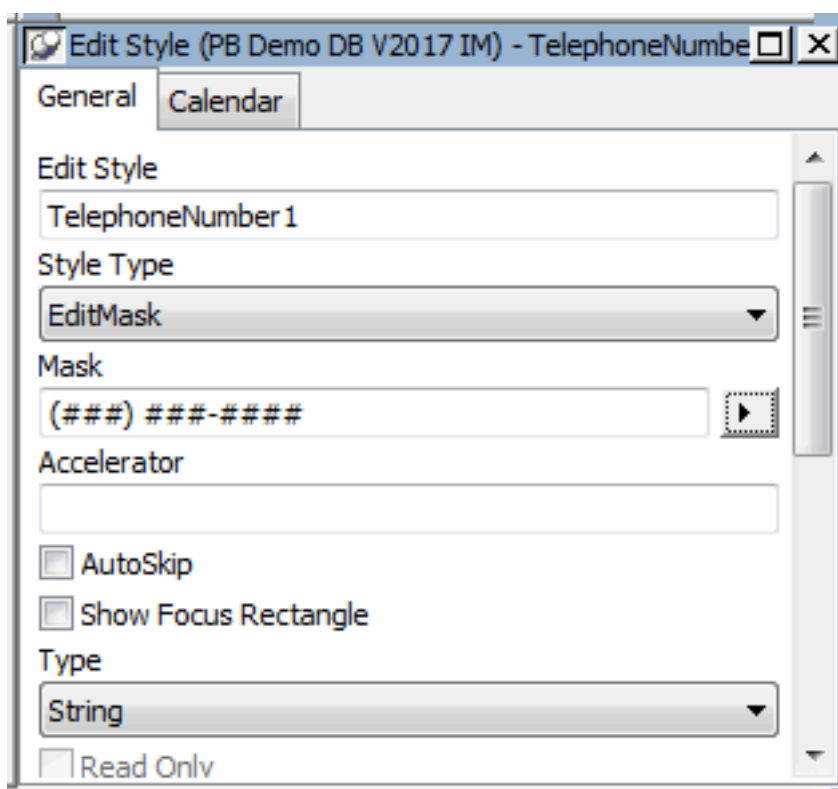 Edit Style (PB Demo DB V2017 IM) - TelephoneNumbe
General Calendar
Edit Style
TelephoneNumber1
Style Type
EditMask
Mask
(###) ###-####
Accelerator
AutoSkip
Show Focus Rectangle
Type
String
Read Only